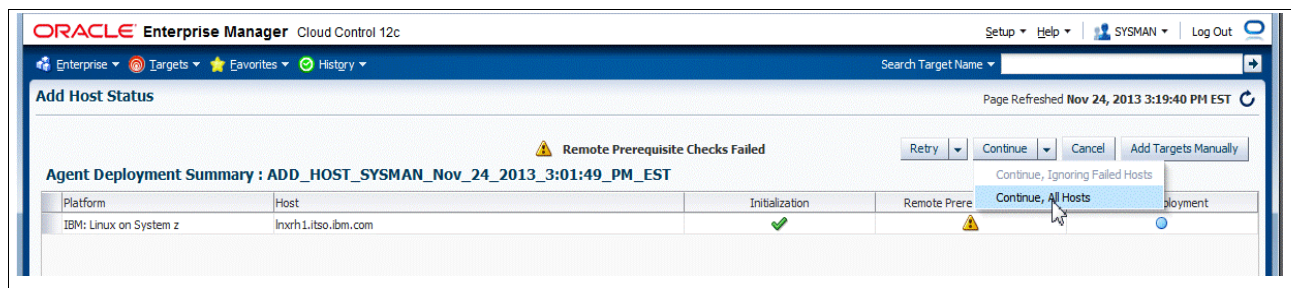 ORACLE Enterprise Manager Cloud Control 12c
Setup Help SYSMAN Log Out
Enterprise Targets Favorites History Search Target Name
Add Host Status Page Refreshed Nov 24, 2013 3:19:40 PM EST
Remote Prerequisite Checks Failed Retry Continue Cancel Add Targets Manually
Agent Deployment Summary : ADD_HOST_SYSMAN_Nov_24_2013_3:01:49_PM_EST
Continue, Ignoring Failed Hosts
Continue, All Hosts
Platform Host Initialization Remote Prere ployment
IBM: Linux on System z lnxrh1.itso.ibm.com